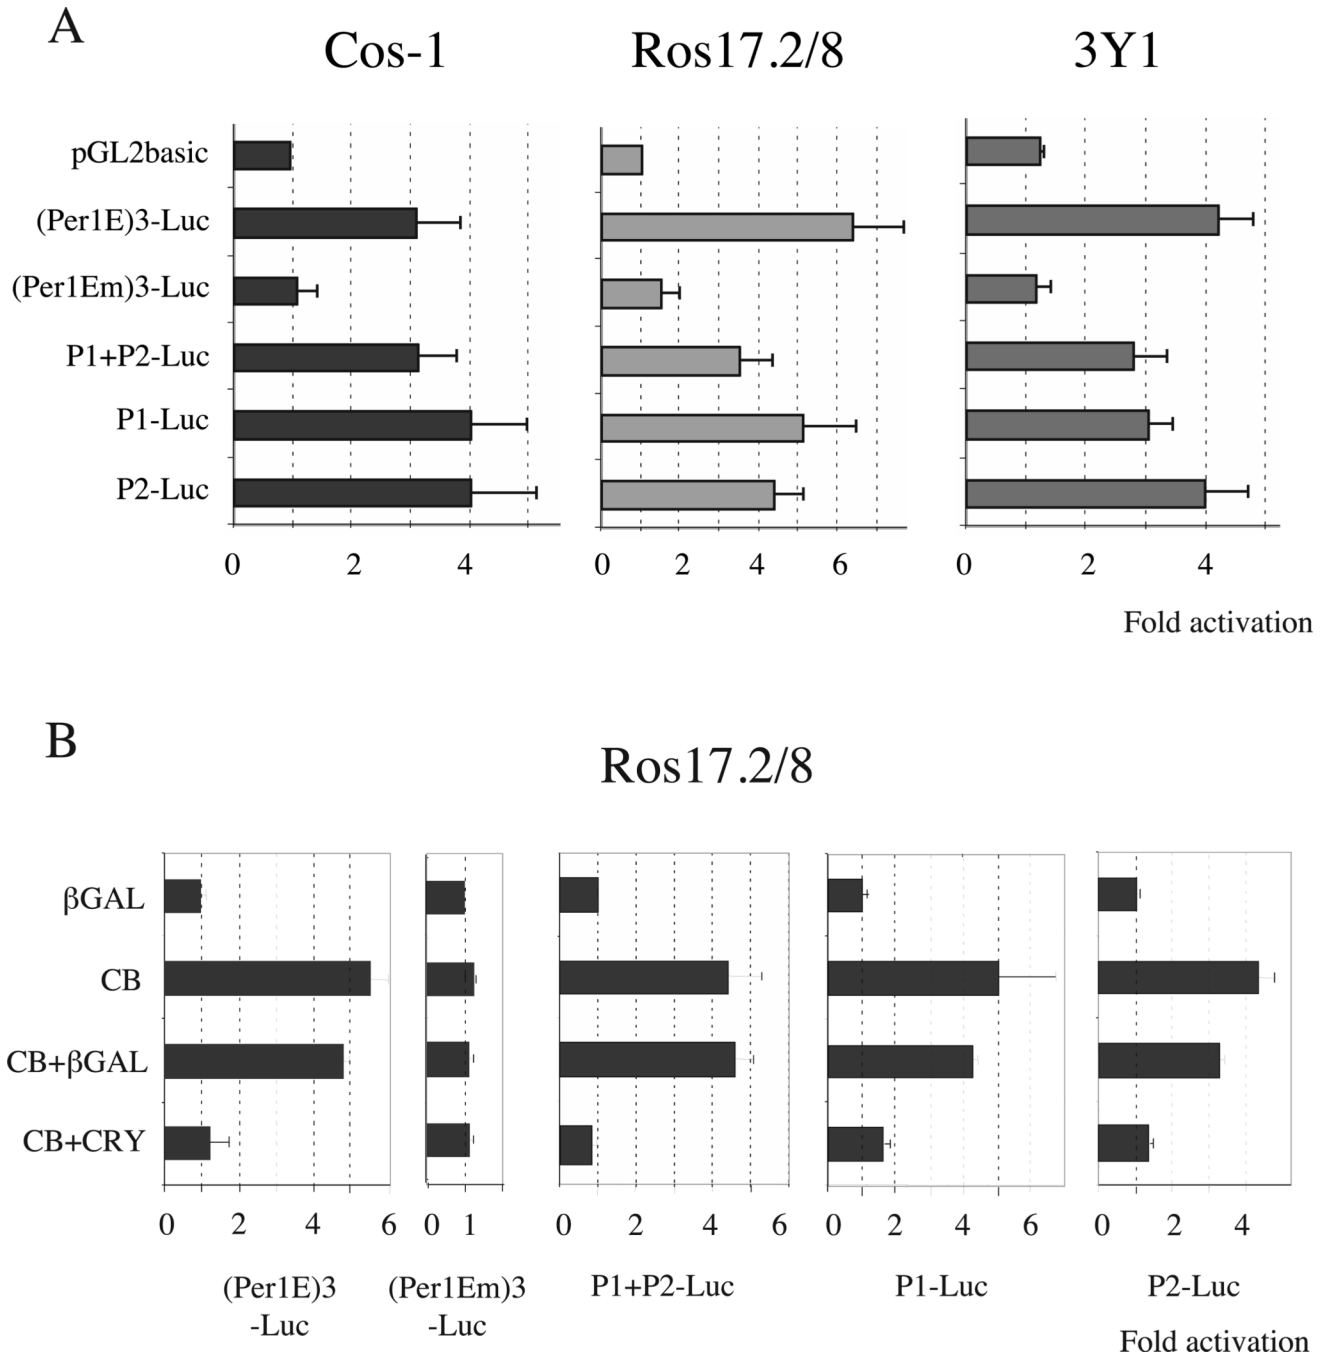 A
Cos-1 Ros17.2/8 3Y1
pGL2basic
(Per1E)3-Luc
(Per1Em)3-Luc
P1+P2-Luc
P1-Luc
P2-Luc
0 2 4 0 2 4 6 0 2 4
Fold activation
B
Ros17.2/8
βGAL
CB
CB+βGAL
CB+CRY
0 2 4 6 0 1 0 2 4 6 0 2 4 6 0 2 4
(Per1E)3 (Per1Em)3 P1+P2-Luc P1-Luc P2-Luc
-Luc -Luc
Fold activation